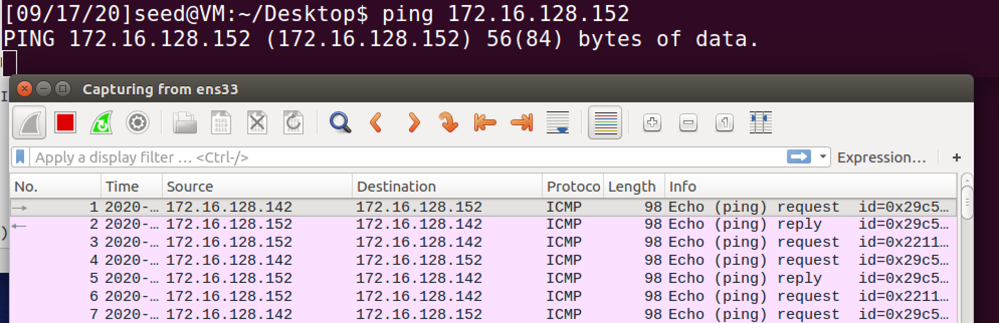 [09/17/20]seed@VM:~/Desktop$ ping 172.16.128.152
PING 172.16.128.152 (172.16.128.152) 56(84) bytes of data.
Capturing from ens33
Apply a display filter … <Ctrl-/> Expression… +
No. Time Source Destination Protoco Length Info
1 2020-… 172.16.128.142 172.16.128.152 ICMP 98 Echo (ping) request id=0x29c5…
2 2020-… 172.16.128.152 172.16.128.142 ICMP 98 Echo (ping) reply id=0x29c5…
3 2020-… 172.16.128.152 172.16.128.142 ICMP 98 Echo (ping) request id=0x2211…
4 2020-… 172.16.128.142 172.16.128.152 ICMP 98 Echo (ping) request id=0x29c5…
5 2020-… 172.16.128.152 172.16.128.142 ICMP 98 Echo (ping) reply id=0x29c5…
6 2020-… 172.16.128.152 172.16.128.142 ICMP 98 Echo (ping) request id=0x2211…
7 2020-… 172.16.128.142 172.16.128.152 ICMP 98 Echo (ping) request id=0x29c5…